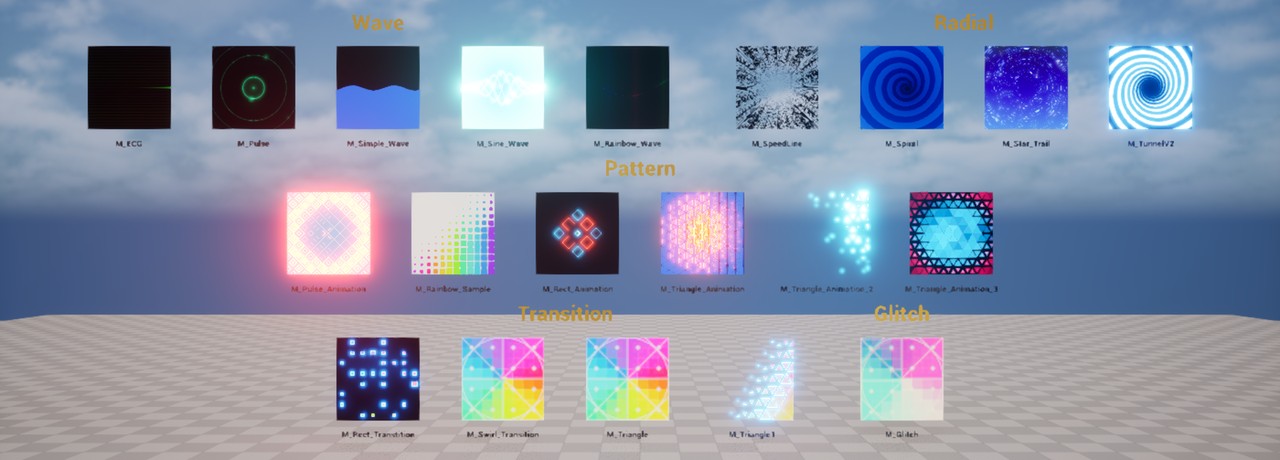 Wave
Radial
M_ECG
M_Pulse
M_Simple_Wave
M_Sine_Wave
M_Rainbow_Wave
M_SpeedLine
M_Spiral
M_Star_Trail
M_TunnelV2
Pattern
M_Pulse_Animation
M_Rainbow_Sample
M_Rect_Animation
M_Triangle_Animation
M_Triangle_Animation_2
M_Triangle_Animation_3
Transition
Glitch
M_Rect_Transition
M_Swirl_Transition
M_Triangle
M_Triangle1
M_Glitch